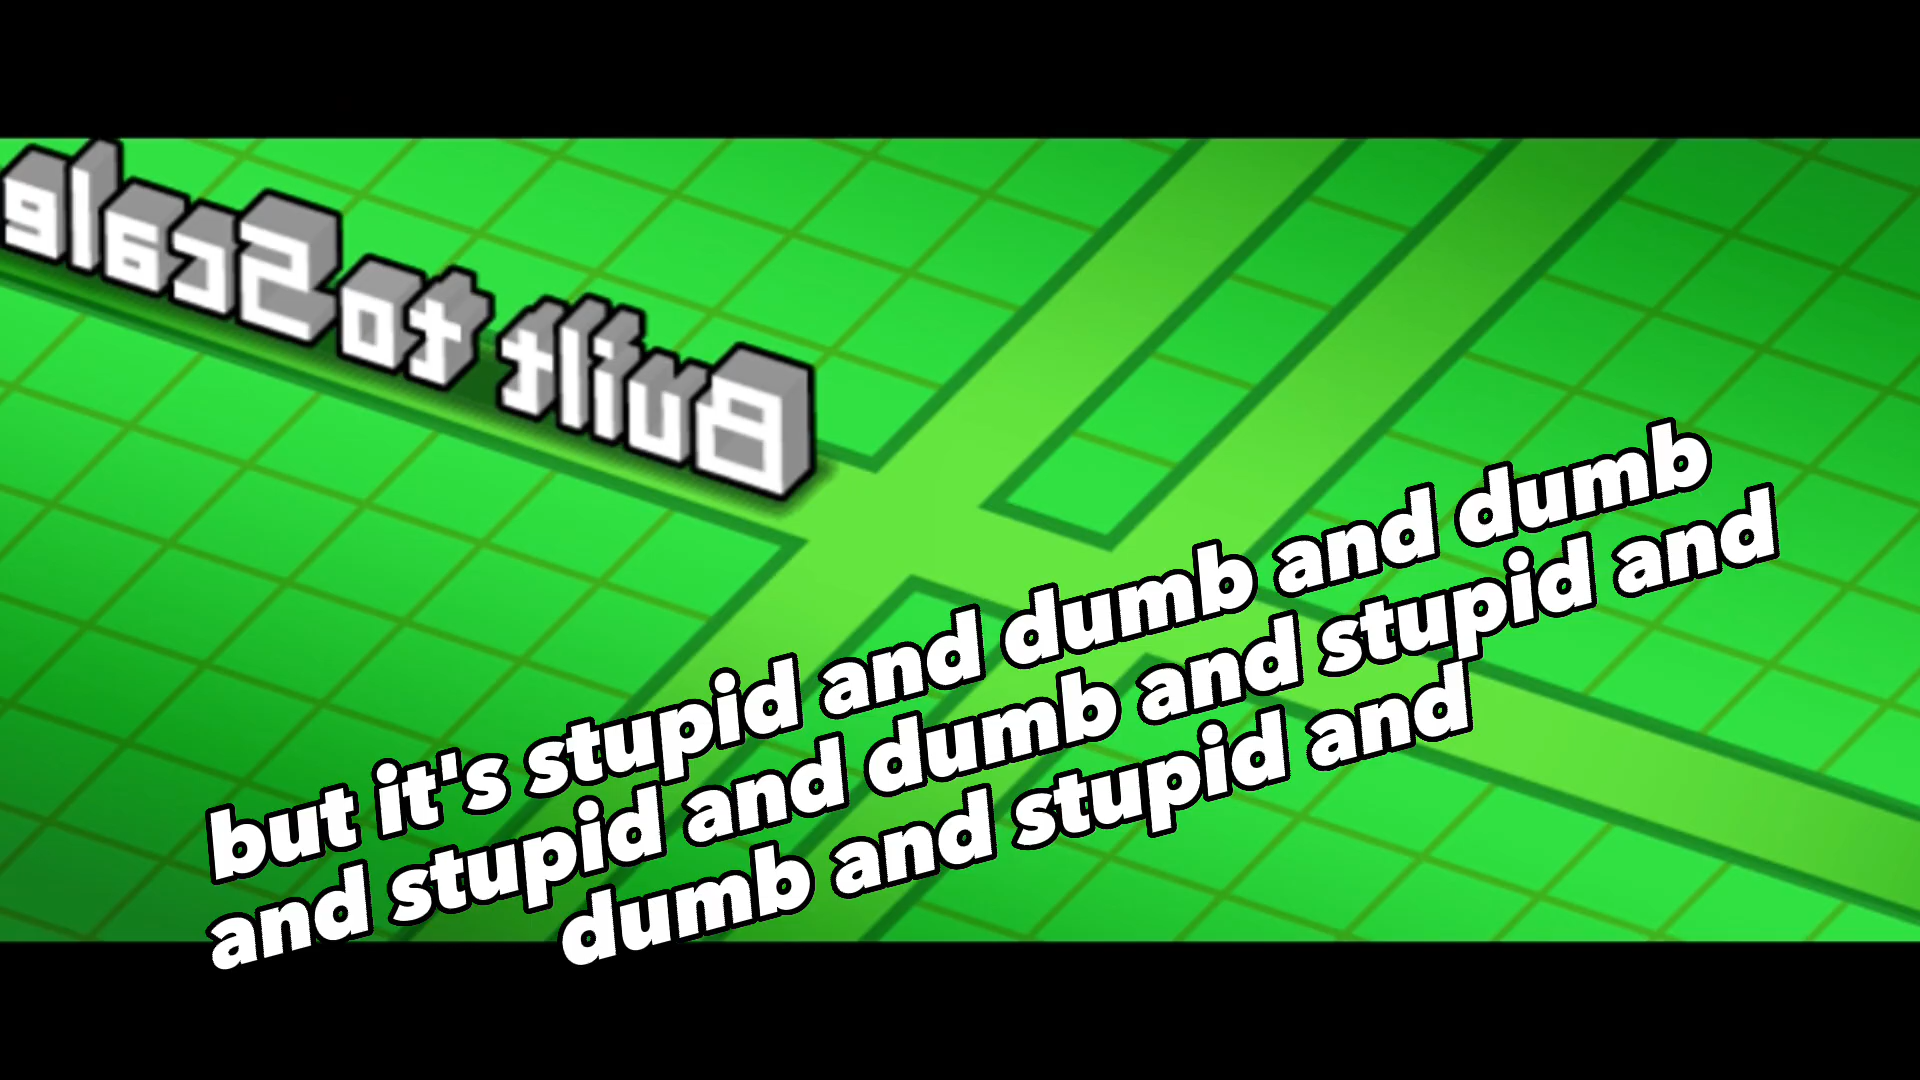 Built to Scale
but it's stupid and dumb and dumb
and stupid and dumb and stupid and
dumb and stupid and